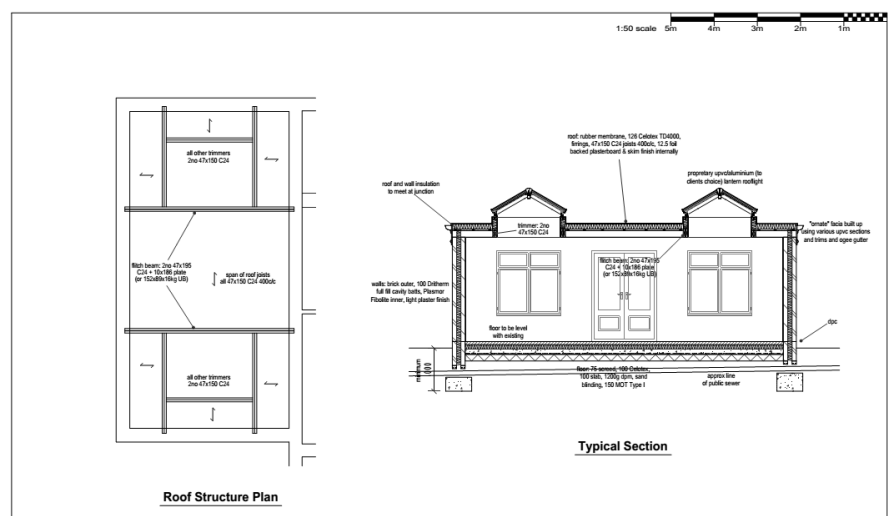 1:50 scale 5m 4m 3m 2m 1m
all other trimmers
2no 47x150 C24
flitch beam: 2no 47x195
C24 + 10x186 plate
(or 152x89x16kg UB)
span of roof joists
all 47x150 C24 400o/c
all other trimmers
2no 47x150 C24
Roof Structure Plan
roof: rubber membrane, 126 Celotex TD4000,
firrings, 47x150 C24 joists 400o/c, 12.5 foil
backed plasterboard & skim finish internally
roof and wall insulation
to meet at junction
propretary upvc/aluminium (to
clients choice) lantern rooflight
trimmer: 2no
47x150 C24
"ornate" facia built up
using various upvc sections
and trims and ogee gutter
flitch beam: 2no 47x195
C24 + 10x186 plate
(or 152x89x16kg UB)
walls: brick outer, 100 Dritherm
full fill cavity batts, Plasmor
Fibolite inner, light plaster finish
floor to be level
with existing
dpc
minimum
floor: 75 screed, 100 Celotex,
100 slab, 1200g dpm, sand
blinding, 150 MOT Type I
approx line
of public sewer
Typical Section